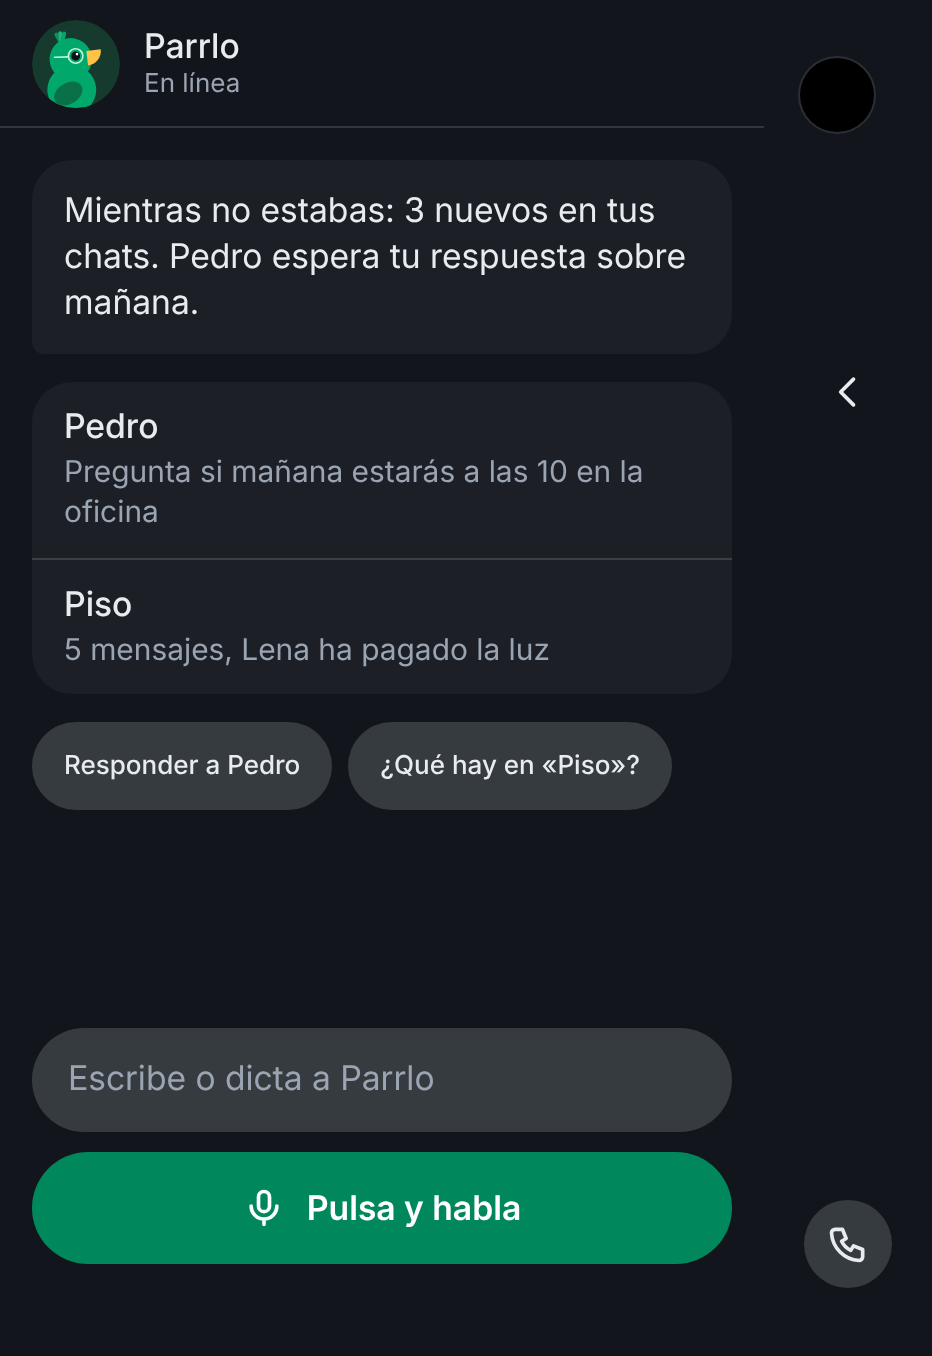 Parrlo
En línea
Mientras no estabas: 3 nuevos en tus
chats. Pedro espera tu respuesta sobre
mañana.
Pedro
Pregunta si mañana estarás a las 10 en la
oficina
Piso
5 mensajes, Lena ha pagado la luz
Responder a Pedro
¿Qué hay en «Piso»?
Escribe o dicta a Parrlo
Pulsa y habla